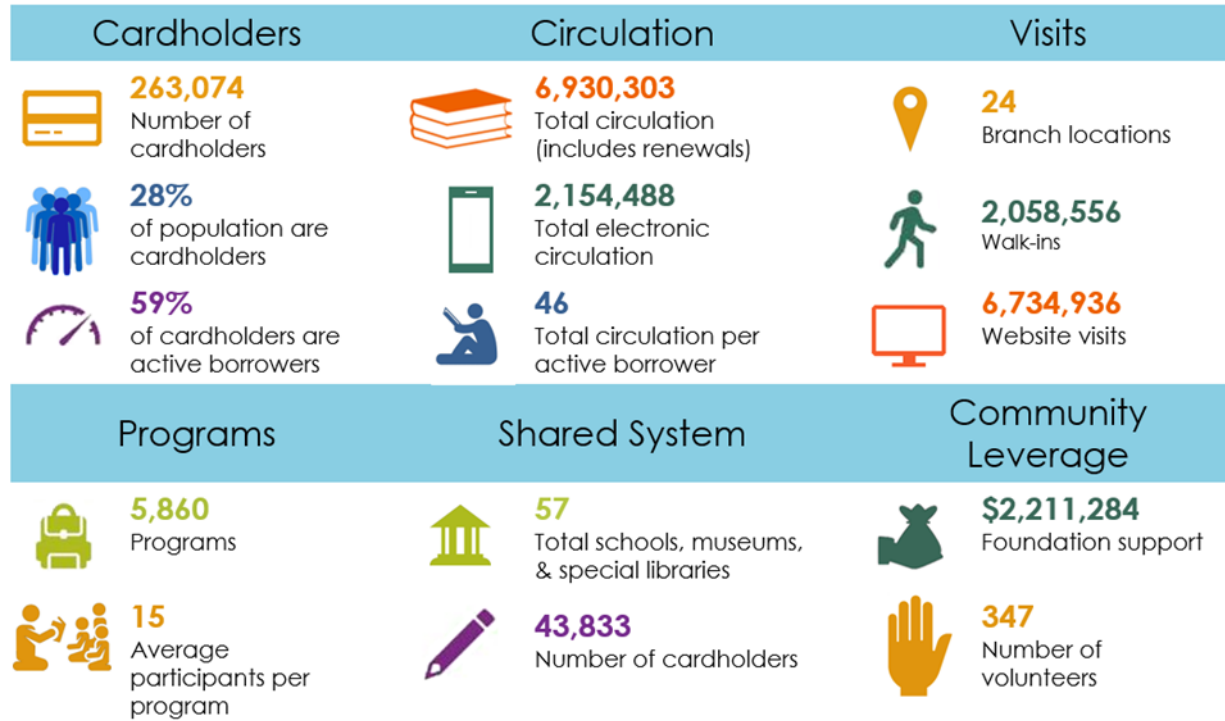 Cardholders
263,074
Number of
cardholders
28%
of population are
cardholders
59%
of cardholders are
active borrowers
Circulation
6,930,303
Total circulation
(includes renewals)
2,154,488
Total electronic
circulation
46
Total circulation per
active borrower
Visits
24
Branch locations
2,058,556
Walk-ins
6,734,936
Website visits
Programs
5,860
Programs
15
Average
participants per
program
Shared System
57
Total schools, museums,
& special libraries
43,833
Number of cardholders
Community
Leverage
$2,211,284
Foundation support
347
Number of
volunteers